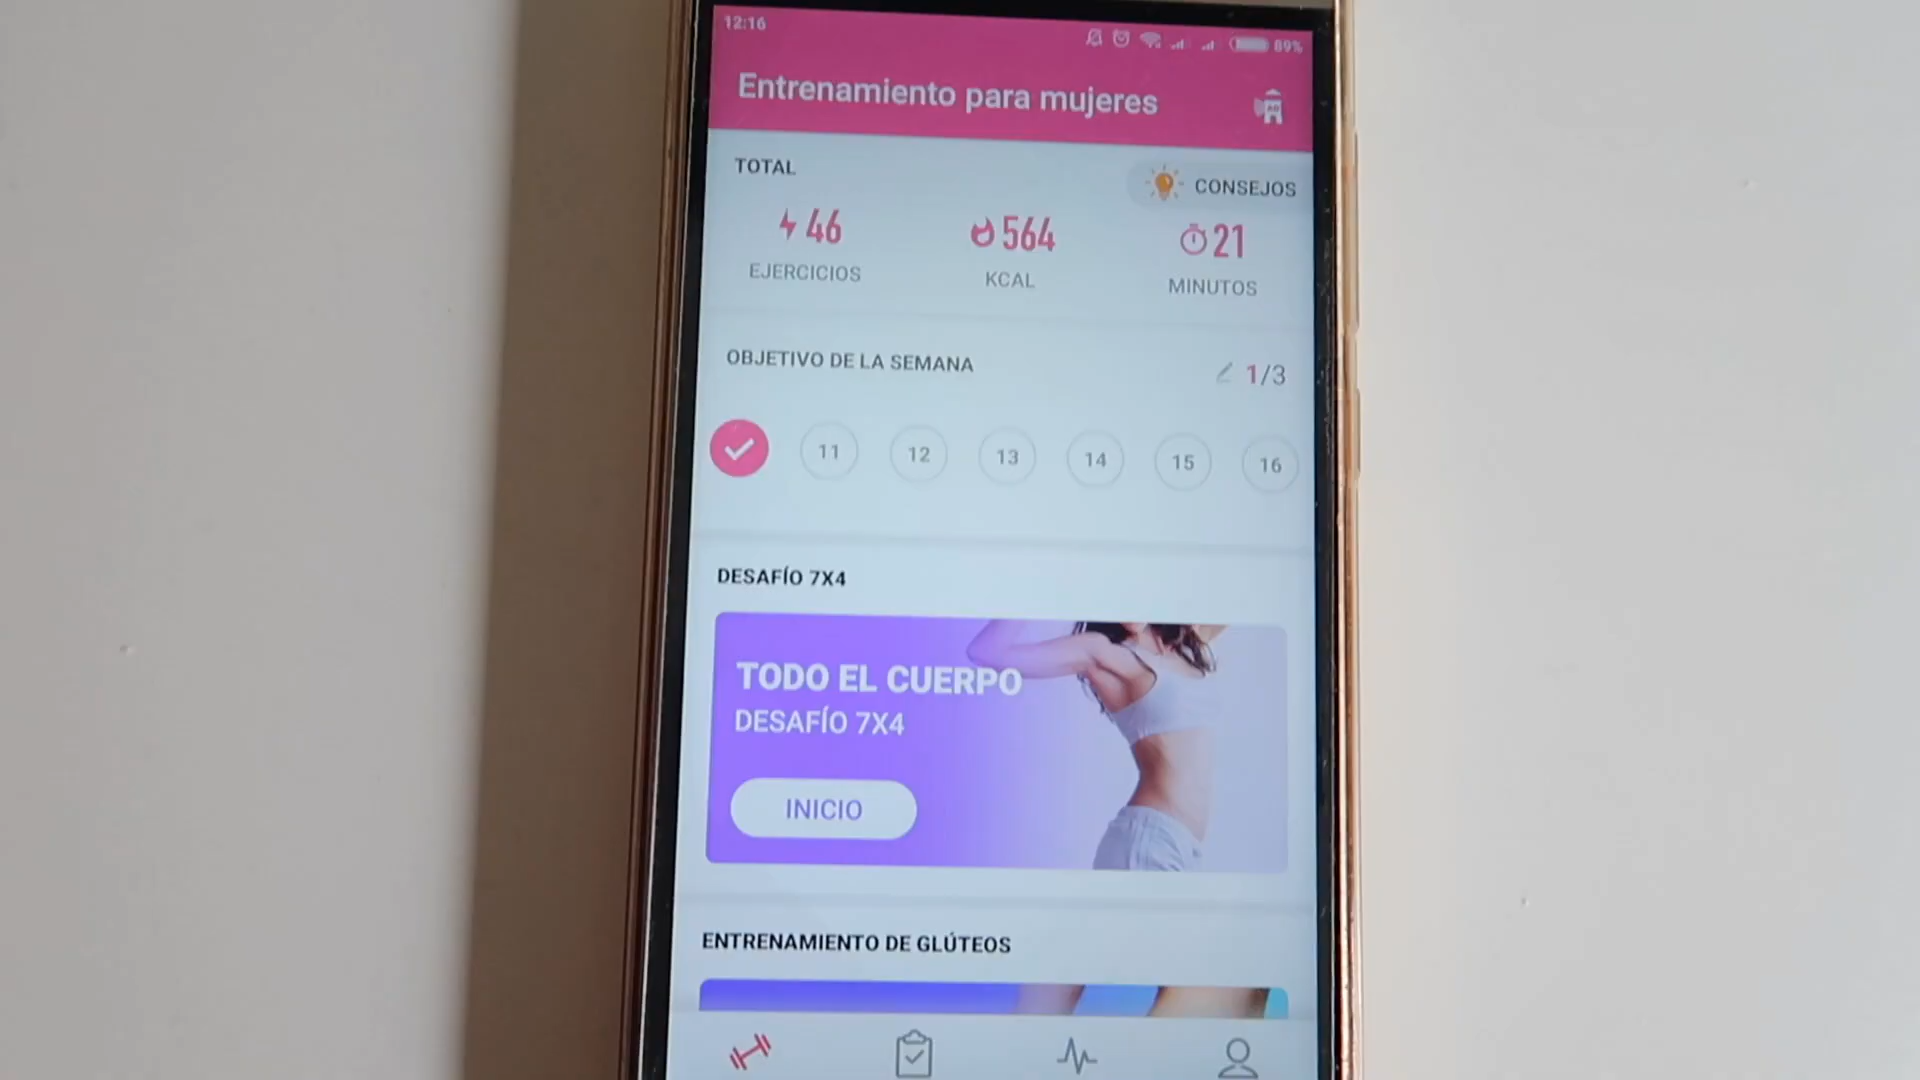 12:16
89%
Entrenamiento para mujeres
AD
TOTAL
CONSEJOS
46
564
21
EJERCICIOS
KCAL
MINUTOS
OBJETIVO DE LA SEMANA
1/3
11 12 13 14 15 16
DESAFÍO 7X4
TODO EL CUERPO
DESAFÍO 7X4
INICIO
ENTRENAMIENTO DE GLÚTEOS